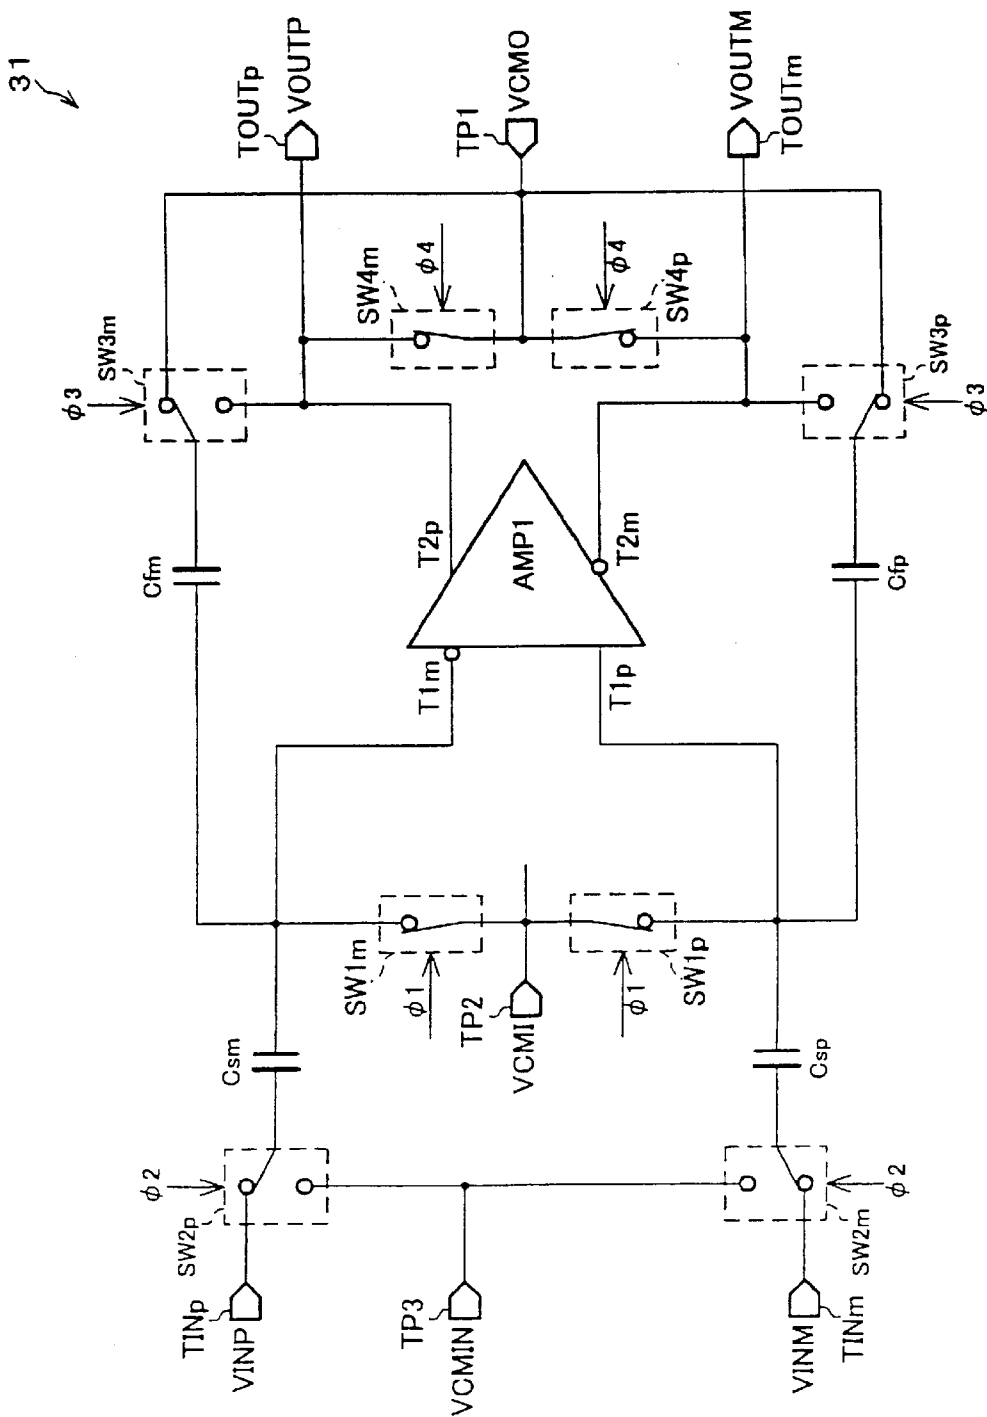 31
TOUTp
VOUTP
TP1
VCMO
VOUTM
TOUTm
SW3m
φ3
SW4m
φ4
φ4
SW4p
SW3p
φ3
Cfm
T2p
AMP1
T2m
Cfp
T1m
T1p
SW1m
φ1
TP2
VCMI
φ1
SW1p
Csm
Csp
φ2
SW2p
φ2
SW2m
TINp
VINP
TP3
VCMIN
VINM
TINm